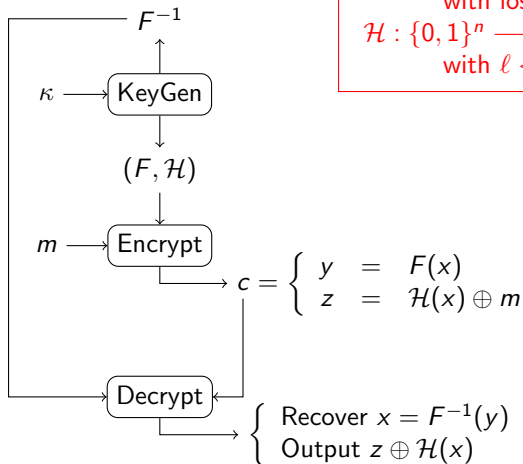 F⁻¹
with los
ℋ : {0, 1}ⁿ —
with ℓ <
κ
KeyGen
(F, ℋ)
m
Encrypt
c = { y = F(x)
z = ℋ(x) ⊕ m
Decrypt
{ Recover x = F⁻¹(y)
Output z ⊕ ℋ(x)